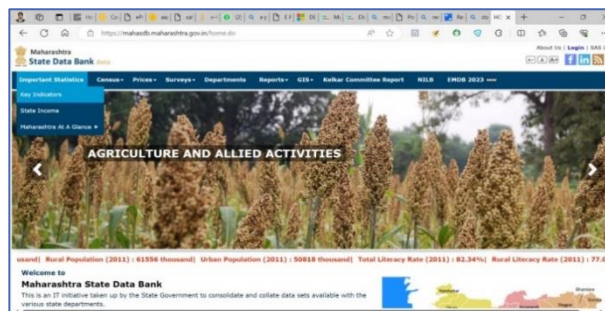 https://mahasdb.maharashtra.gov.in/home.do
About Us | Login | SAS |
Maharashtra
State Data Bank
A- A A+
Important Statistics Census Prices Surveys Departments Reports GIS Kelkar Committee Report NILB EMDB 2023
Key Indicators
State Income
Maharashtra At A Glance
AGRICULTURE AND ALLIED ACTIVITIES
usand| Rural Population (2011) : 61556 thousand| Urban Population (2011) : 50818 thousand| Total Literacy Rate (2011) : 82.34%| Rural Literacy Rate (2011) : 77.0
Welcome to
Maharashtra State Data Bank
This is an IT initiative taken up by the State Government to consolidate and collate data sets available with the
various state departments.